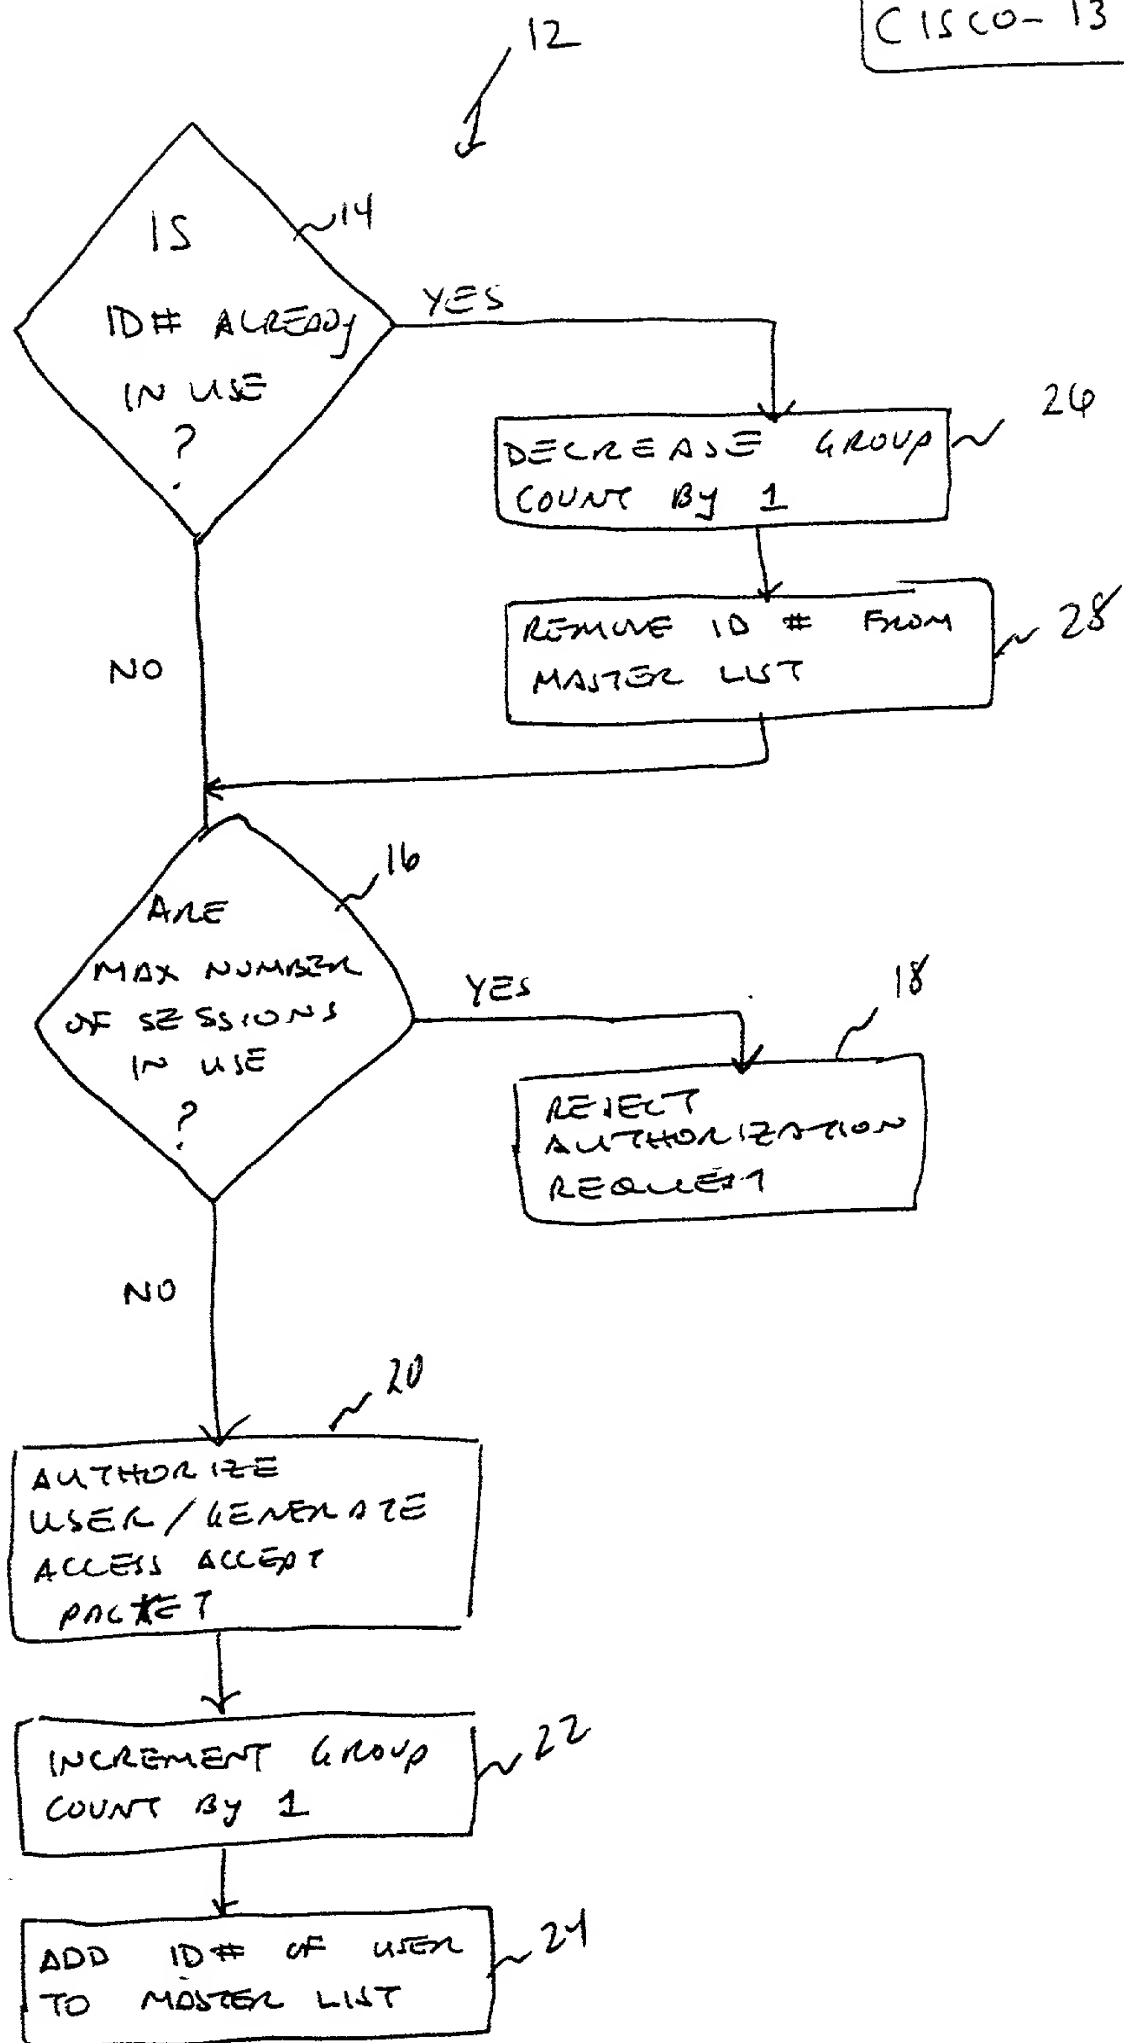 CISCO-13
12
IS
ID# ALREADY
IN USE
?
14
YES
DECREASE GROUP
COUNT BY 1
26
REMOVE ID # FROM
MASTER LIST
28
NO
ARE
MAX NUMBER
OF SESSIONS
IN USE
?
16
YES
18
REJECT
AUTHORIZATION
REQUEST
NO
20
AUTHORIZE
USER/GENERATE
ACCESS ACCEPT
PACKET
INCREMENT GROUP
COUNT BY 1
22
ADD ID# OF USER
TO MASTER LIST
24